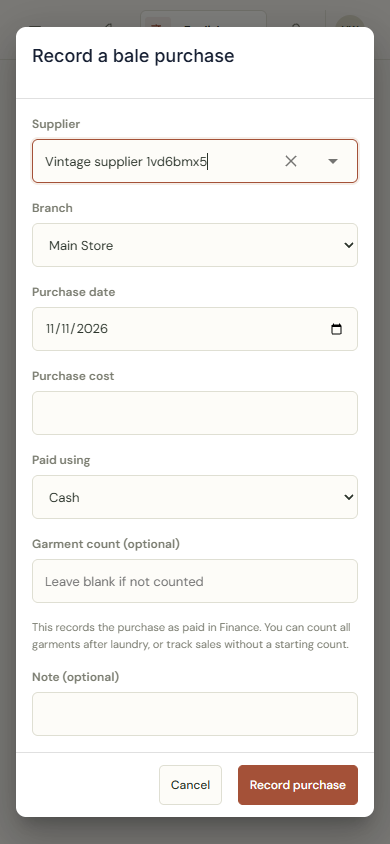 Record a bale purchase
Supplier
Vintage supplier 1vd6bmx5
Branch
Main Store
Purchase date
11/11/2026
Purchase cost
Paid using
Cash
Garment count (optional)
Leave blank if not counted
This records the purchase as paid in Finance. You can count all
garments after laundry, or track sales without a starting count.
Note (optional)
Cancel
Record purchase